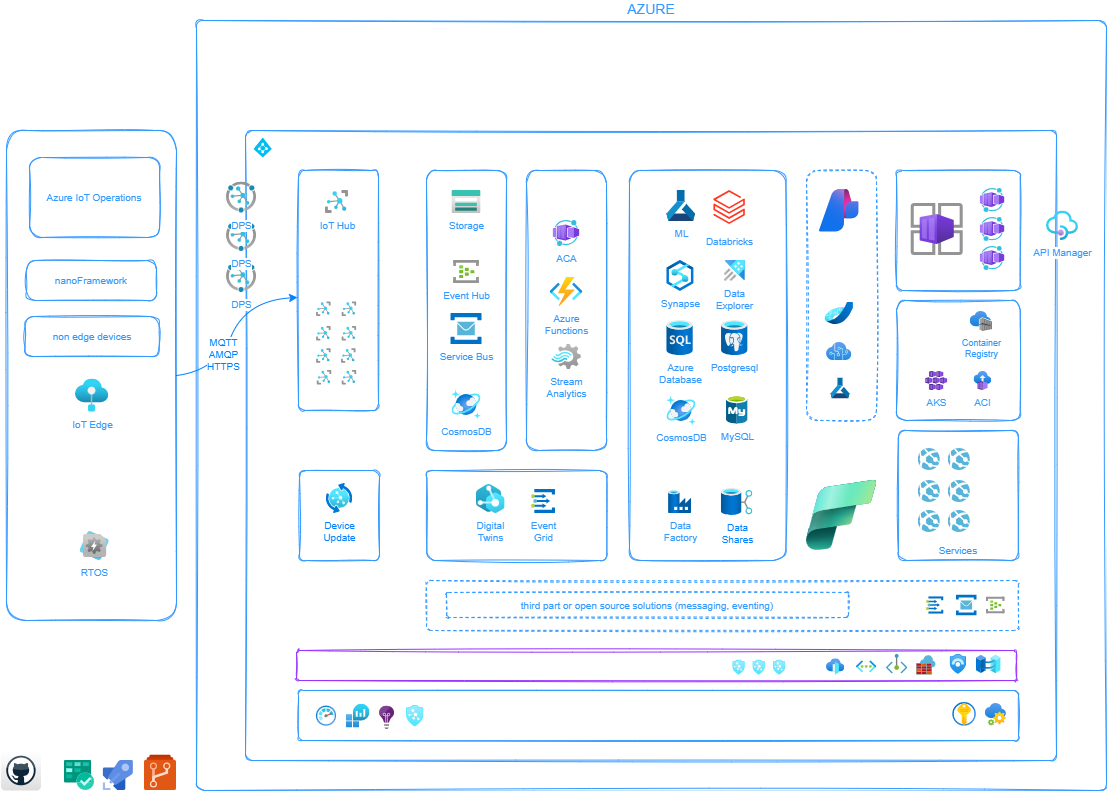 AZURE
Azure IoT Operations
nanoFramework
non edge devices
IoT Edge
RTOS
DPS
DPS
DPS
MQTT
AMQP
HTTPS
IoT Hub
Device
Update
Storage
Event Hub
Service Bus
CosmosDB
ACA
Azure
Functions
Stream
Analytics
Digital
Twins
Event
Grid
ML
Databricks
Synapse
Data
Explorer
SQL
Azure
Database
Postgresql
CosmosDB
My
MySQL
Data
Factory
Data
Shares
Container
Registry
AKS
ACI
Services
API Manager
third part or open source solutions (messaging, eventing)